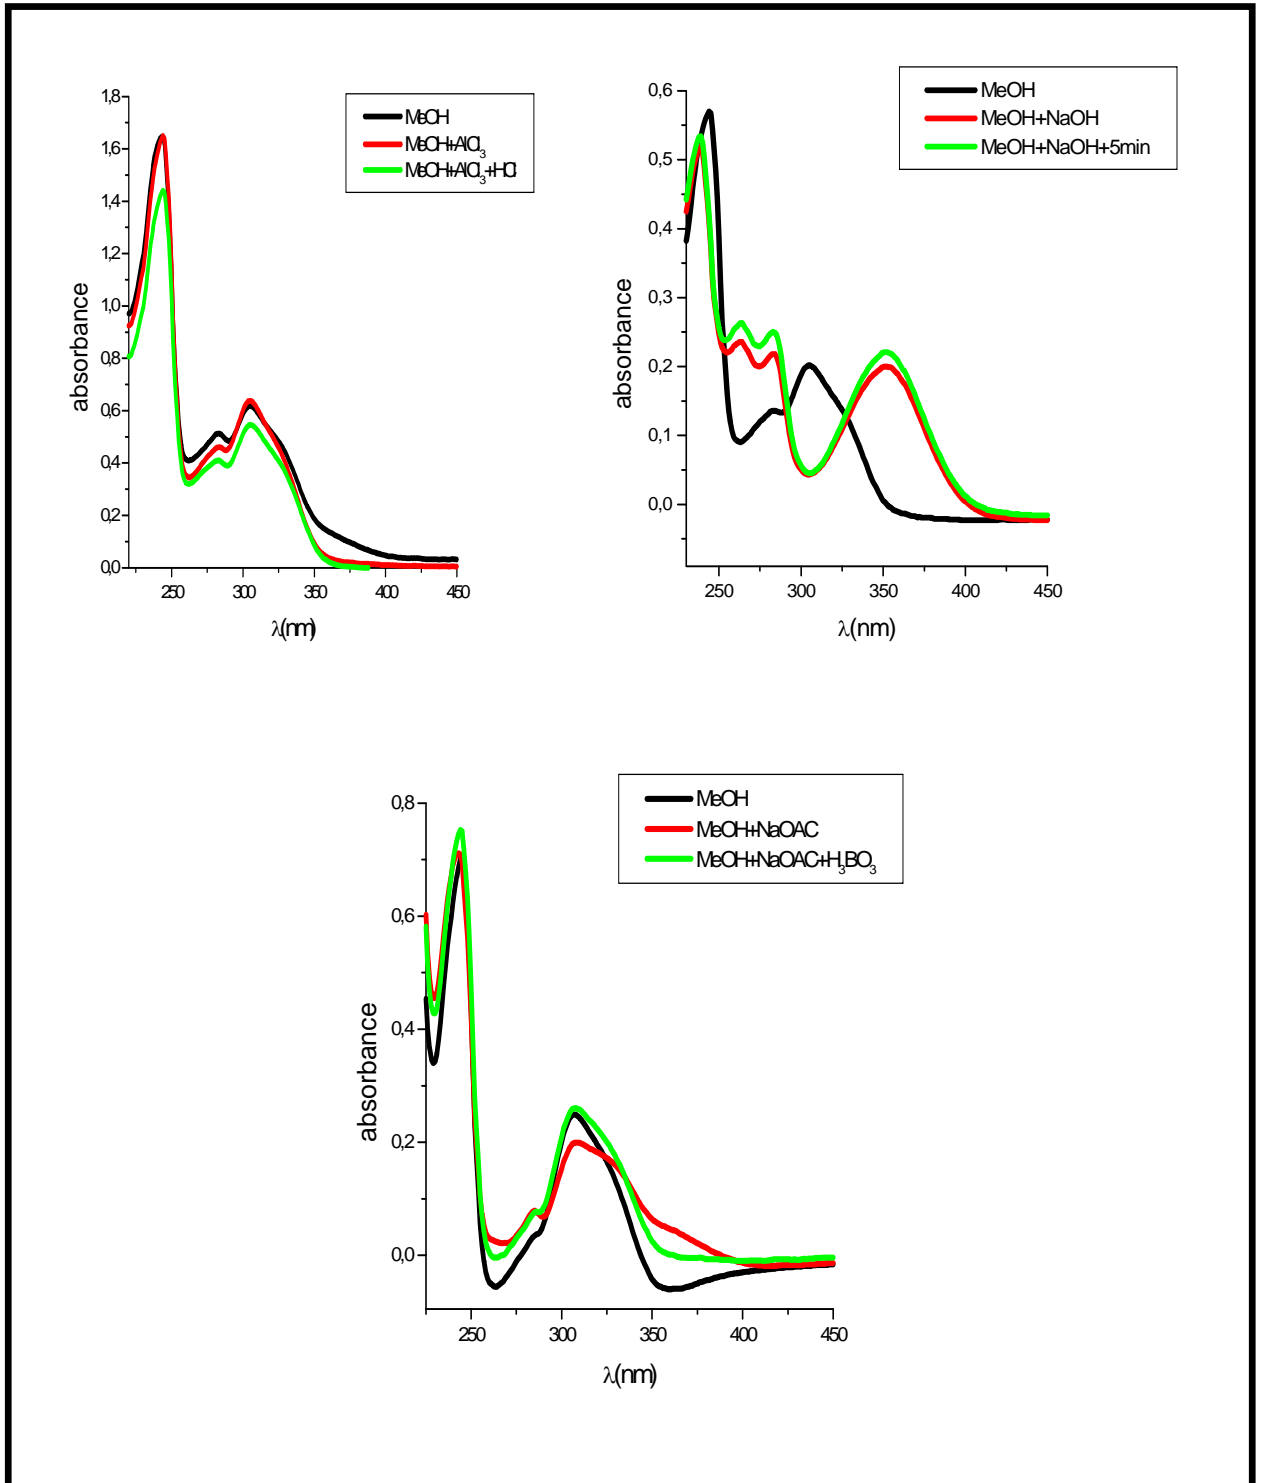 MeOH
MeOH+AlCl3
MeOH+AlCl3+HCl
1,8
1,6
1,4
1,2
1,0
0,8
0,6
0,4
0,2
0,0
absorbance
250
300
350
400
450
λ(nm)
MeOH
MeOH+NaOH
MeOH+NaOH+5min
0,6
0,5
0,4
0,3
0,2
0,1
0,0
absorbance
250
300
350
400
450
λ(nm)
MeOH
MeOH+NaOAC
MeOH+NaOAC+H3BO3
0,8
0,6
0,4
0,2
0,0
absorbance
250
300
350
400
450
λ(nm)